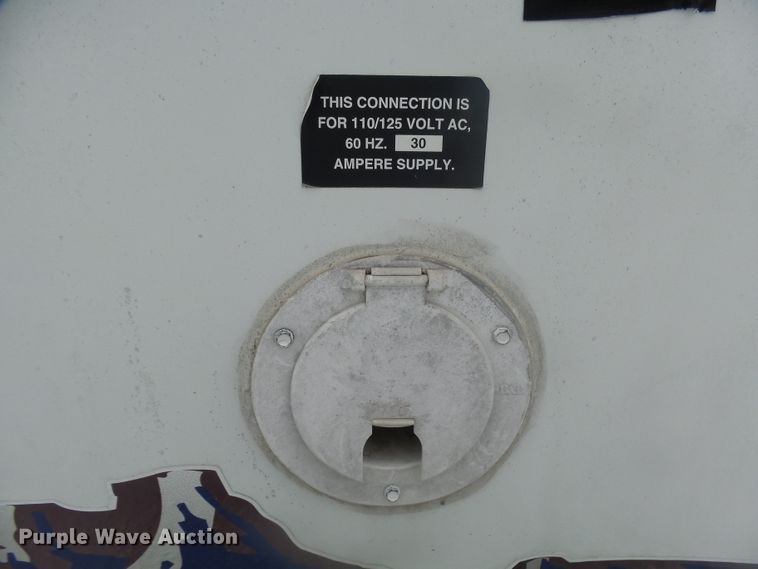 THIS CONNECTION IS
FOR 110/125 VOLT AC,
60 HZ. 30
AMPERE SUPPLY.
Purple Wave Auction